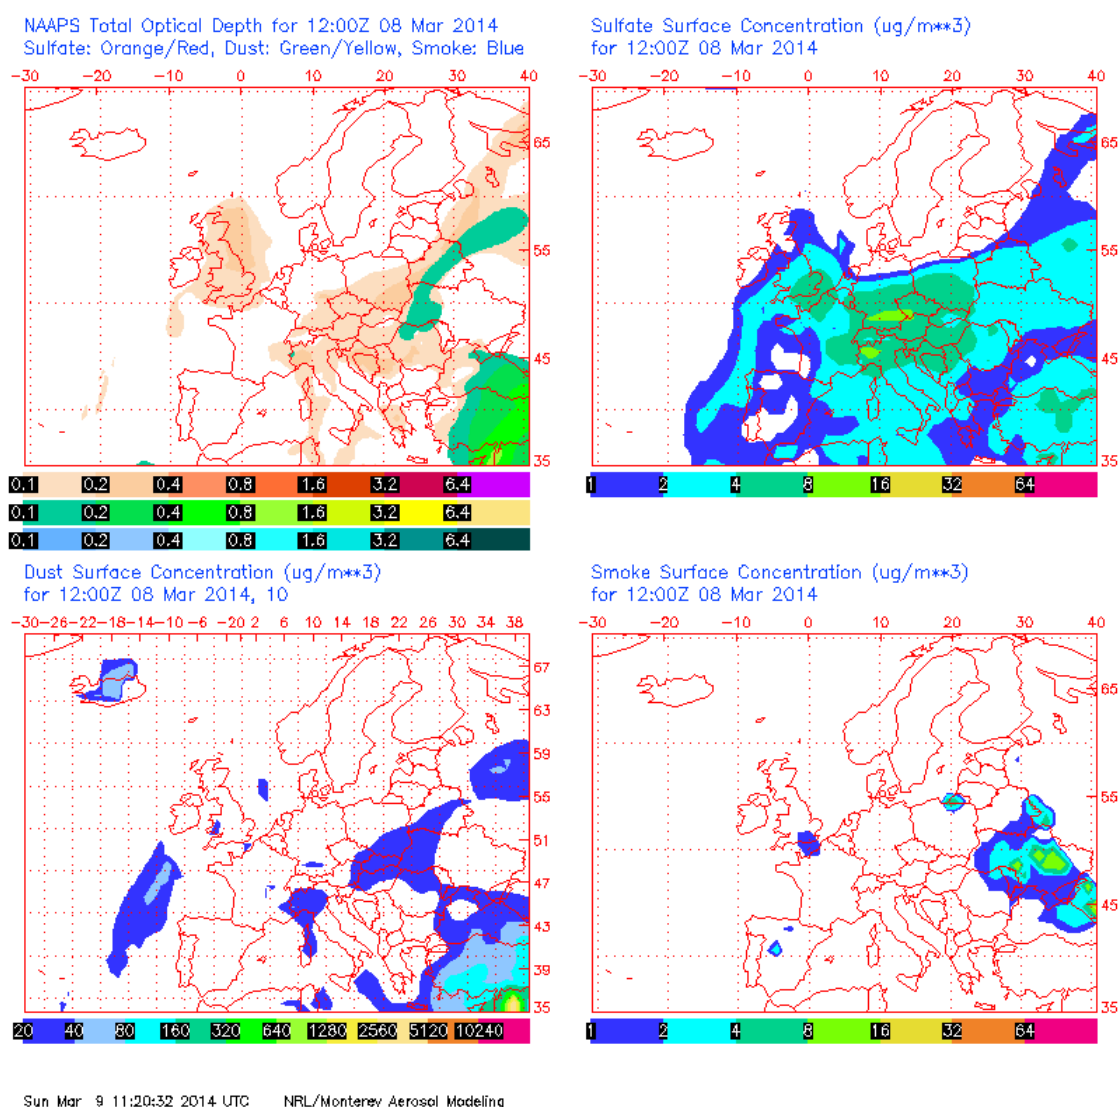 NAAPS Total Optical Depth for 12:00Z 08 Mar 2014
Sulfate: Orange/Red, Dust: Green/Yellow, Smoke: Blue
-30 -20 -10 0 10 20 30 40
65
55
45
35
0.1 0.2 0.4 0.8 1.6 3.2 6.4
0.1 0.2 0.4 0.8 1.6 3.2 6.4
0.1 0.2 0.4 0.8 1.6 3.2 6.4
Sulfate Surface Concentration (ug/m**3)
for 12:00Z 08 Mar 2014
-30 -20 -10 0 10 20 30 40
65
55
45
35
1 2 4 8 16 32 64
Dust Surface Concentration (ug/m**3)
for 12:00Z 08 Mar 2014, 10
-30 -26 -22 -18 -14 -10 -6 -2 0 2 6 10 14 18 22 26 30 34 38
67
63
59
55
51
47
43
39
35
20 40 80 160 320 640 1280 2560 5120 10240
Smoke Surface Concentration (ug/m**3)
for 12:00Z 08 Mar 2014
-30 -20 -10 0 10 20 30 40
65
55
45
35
1 2 4 8 16 32 64
Sun Mar 9 11:20:32 2014 UTC NRL/Monterey Aerosol Modeling